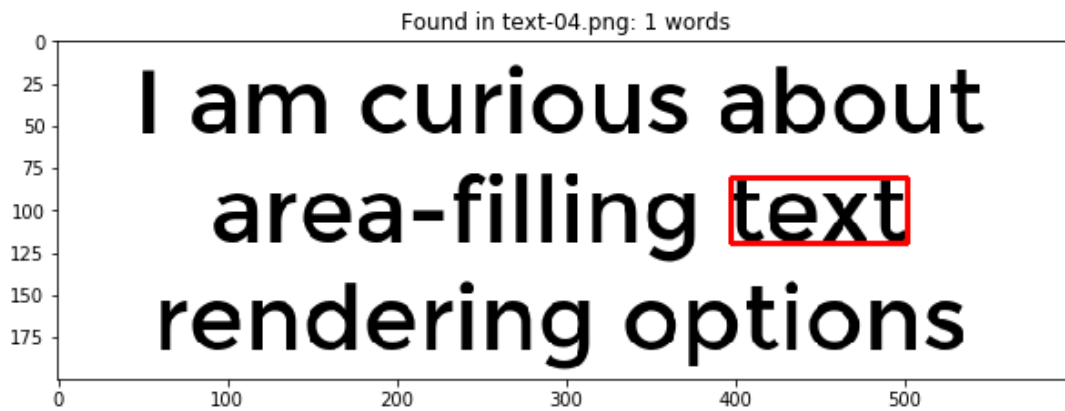 Found in text-04.png: 1 words
0
25
50
75
100
125
150
175
I am curious about
area-filling text
rendering options
0 100 200 300 400 500